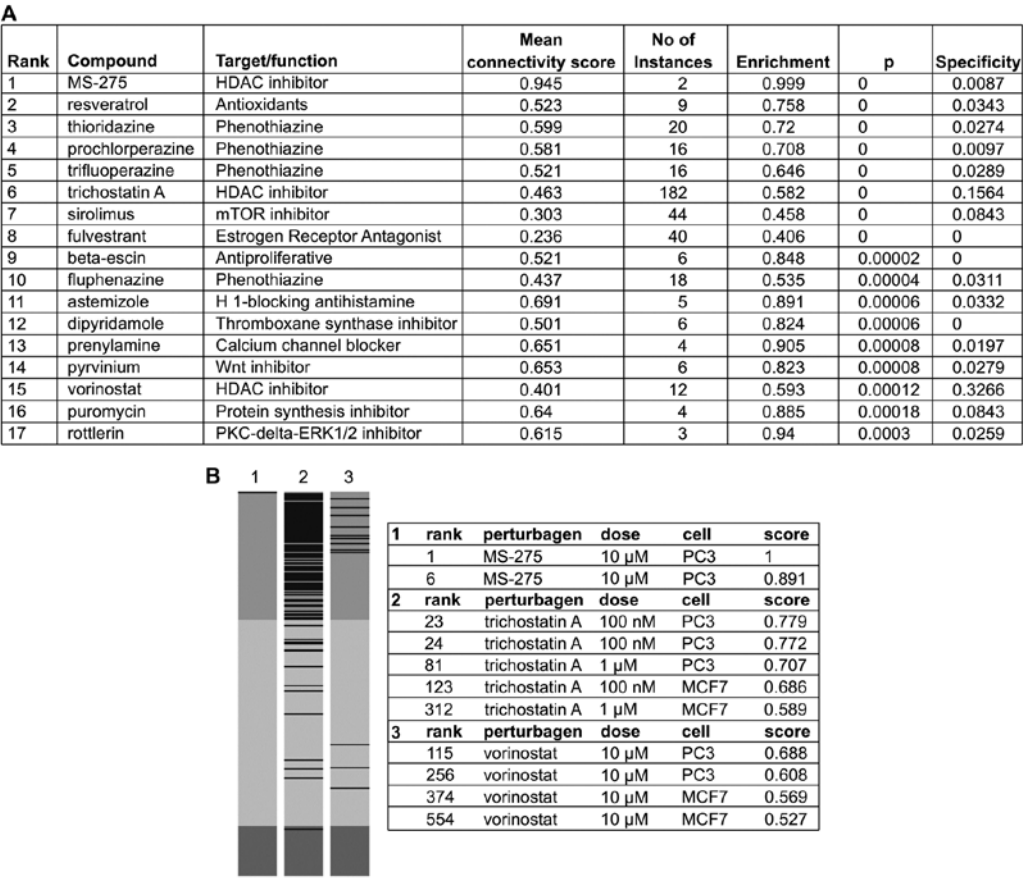 A
Rank Compound Target/function Mean connectivity score No of Instances Enrichment p Specificity
1 MS-275 HDAC inhibitor 0.945 2 0.999 0 0.0087
2 resveratrol Antioxidants 0.523 9 0.758 0 0.0343
3 thioridazine Phenothiazine 0.599 20 0.72 0 0.0274
4 prochlorperazine Phenothiazine 0.581 16 0.708 0 0.0097
5 trifluoperazine Phenothiazine 0.521 16 0.646 0 0.0289
6 trichostatin A HDAC inhibitor 0.463 182 0.582 0 0.1564
7 sirolimus mTOR inhibitor 0.303 44 0.458 0 0.0843
8 fulvestrant Estrogen Receptor Antagonist 0.236 40 0.406 0 0
9 beta-escin Antiproliferative 0.521 6 0.848 0.00002 0
10 fluphenazine Phenothiazine 0.437 18 0.535 0.00004 0.0311
11 astemizole H 1-blocking antihistamine 0.691 5 0.891 0.00006 0.0332
12 dipyridamole Thromboxane synthase inhibitor 0.501 6 0.824 0.00006 0
13 prenylamine Calcium channel blocker 0.651 4 0.905 0.00008 0.0197
14 pyrvinium Wnt inhibitor 0.653 6 0.823 0.00008 0.0279
15 vorinostat HDAC inhibitor 0.401 12 0.593 0.00012 0.3266
16 puromycin Protein synthesis inhibitor 0.64 4 0.885 0.00018 0.0843
17 rottlerin PKC-delta-ERK1/2 inhibitor 0.615 3 0.94 0.0003 0.0259
B 1 2 3
1 rank perturbagen dose cell score
1 MS-275 10 µM PC3 1
6 MS-275 10 µM PC3 0.891
2 rank perturbagen dose cell score
23 trichostatin A 100 nM PC3 0.779
24 trichostatin A 100 nM PC3 0.772
81 trichostatin A 1 µM PC3 0.707
123 trichostatin A 100 nM MCF7 0.686
312 trichostatin A 1 µM MCF7 0.589
3 rank perturbagen dose cell score
115 vorinostat 10 µM PC3 0.688
256 vorinostat 10 µM PC3 0.608
374 vorinostat 10 µM MCF7 0.569
554 vorinostat 10 µM MCF7 0.527